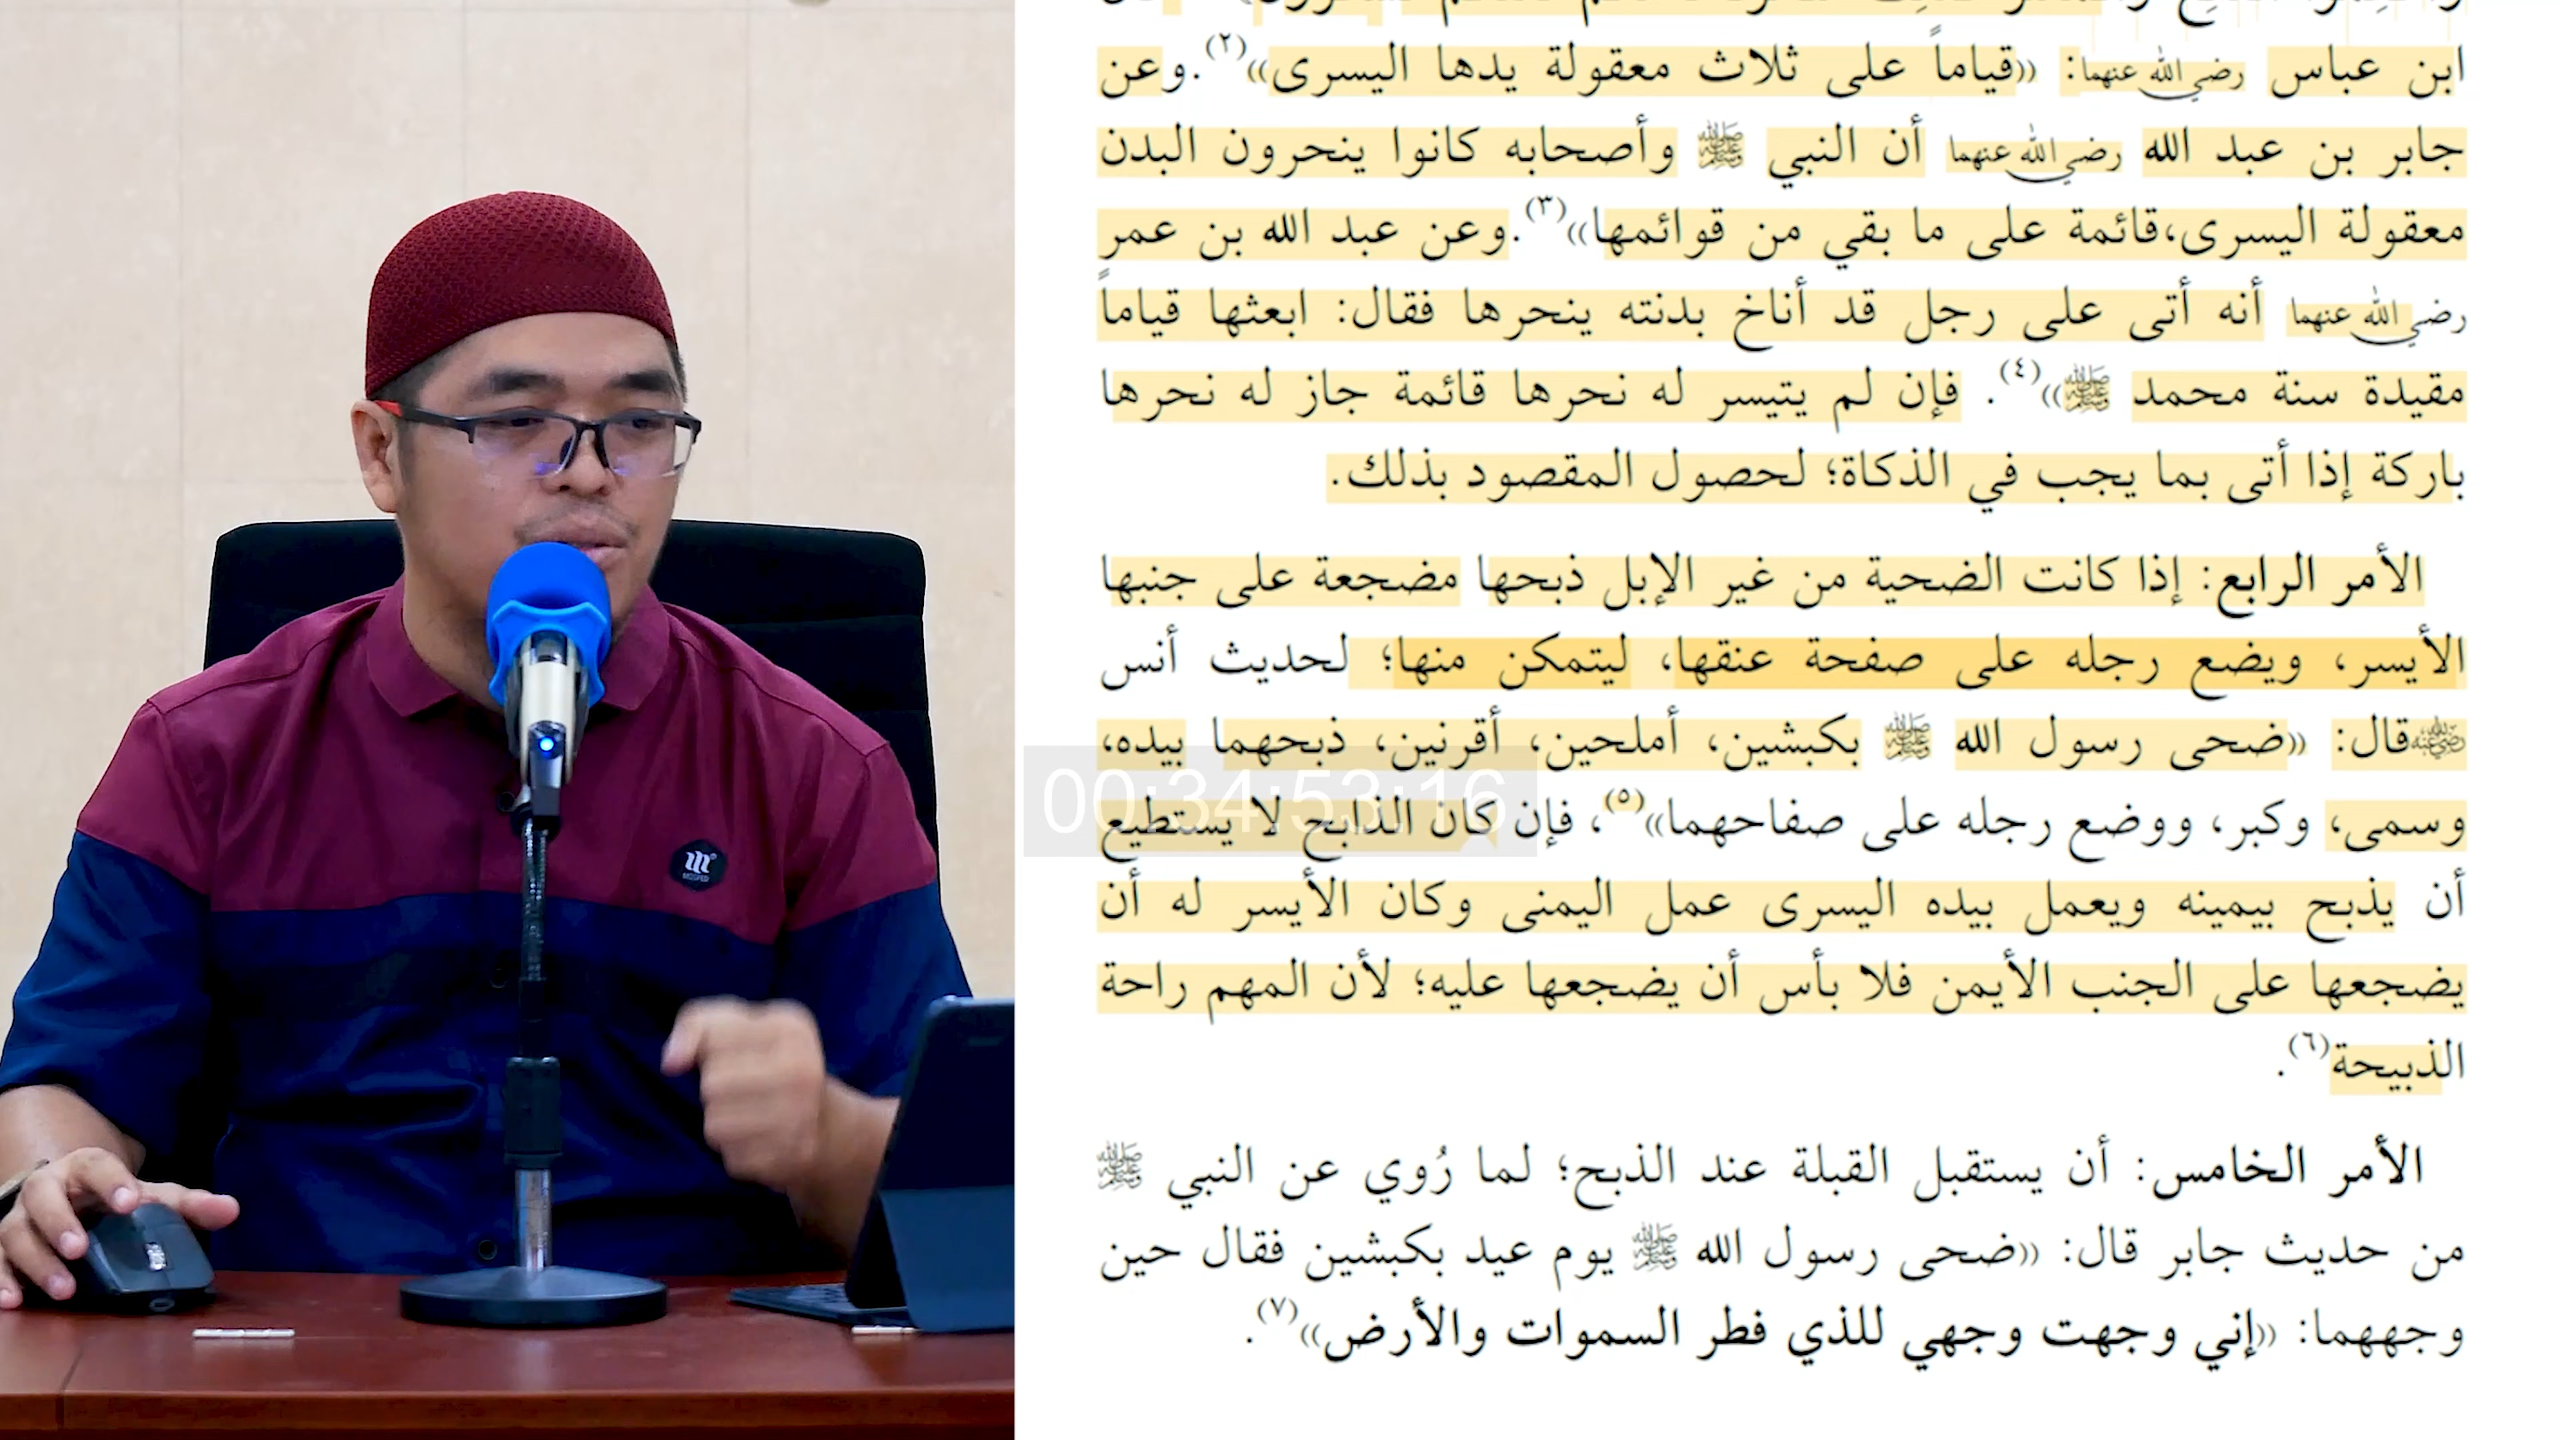 ابن عباس رضي الله عنهما: ((قياماً على ثلاث معقولة يدها اليسرى))(٢).وعن
جابر بن عبد الله رضي الله عنهما أن النبي ﷺ وأصحابه كانوا ينحرون البدن
معقولة اليسرى،قائمة على ما بقي من قوائمها))(٣).وعن عبد الله بن عمر
رضي الله عنهما أنه أتى على رجل قد أناخ بدنته ينحرها فقال: ابعثها قياماً
مقيدة سنة محمد ﷺ))(٤). فإن لم يتيسر له نحرها قائمة جاز له نحرها
باركة إذا أتى بما يجب في الذكاة؛ لحصول المقصود بذلك.
الأمر الرابع: إذا كانت الضحية من غير الإبل ذبحها مضجعة على جنبها
الأيسر، ويضع رجله على صفحة عنقها، ليتمكن منها؛ لحديث أنس
رضي الله عنه قال: ((ضحى رسول الله ﷺ بكبشين، أملحين، أقرنين، ذبحهما بيده،
وسمى، وكبر، ووضع رجله على صفاحهما))(٥)، فإن كان الذابح لا يستطيع
أن يذبح بيمينه ويعمل بيده اليسرى عمل اليمنى وكان الأيسر له أن
يضجعها على الجنب الأيمن فلا بأس أن يضجعها عليه؛ لأن المهم راحة
الذبيحة(٦).
الأمر الخامس: أن يستقبل القبلة عند الذبح؛ لما رُوي عن النبي ﷺ
من حديث جابر قال: ((ضحى رسول الله ﷺ يوم عيد بكبشين فقال حين
وجههما: ((إني وجهت وجهي للذي فطر السموات والأرض))(٧).
00:34:53:16